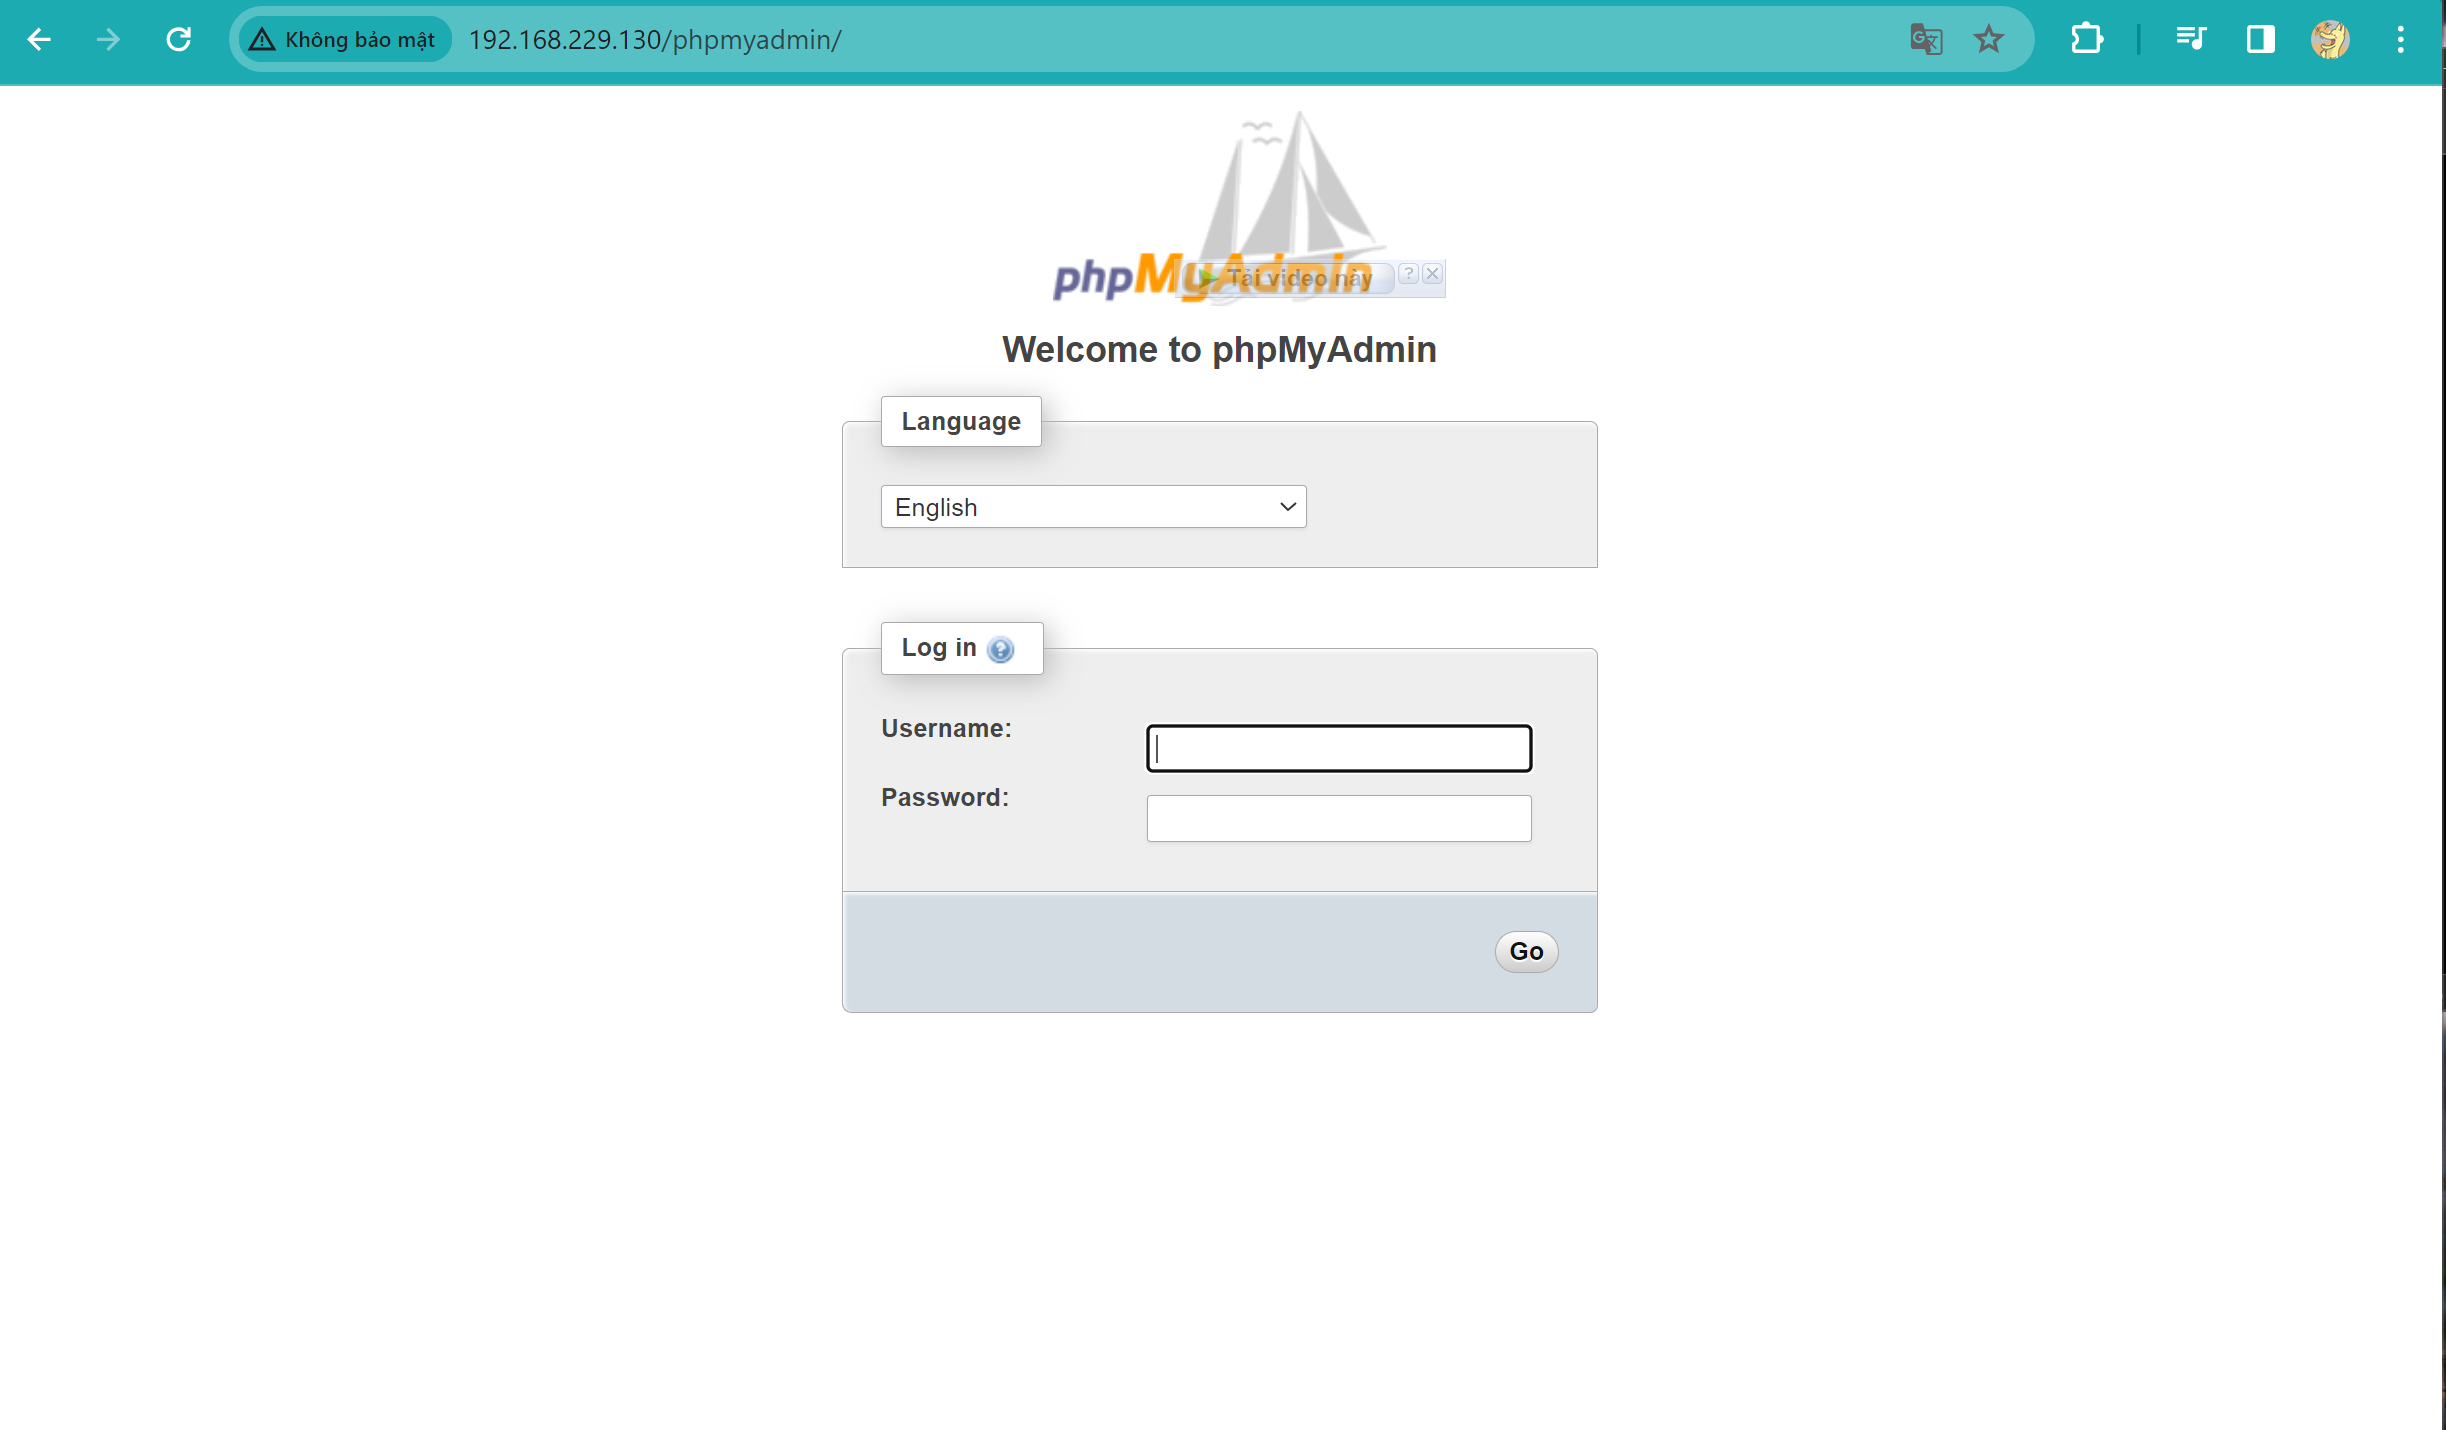 Không bảo mật 192.168.229.130/phpmyadmin/
phpMyAdmin
Tải video này
Welcome to phpMyAdmin
Language
English
Log in
Username:
Password:
Go